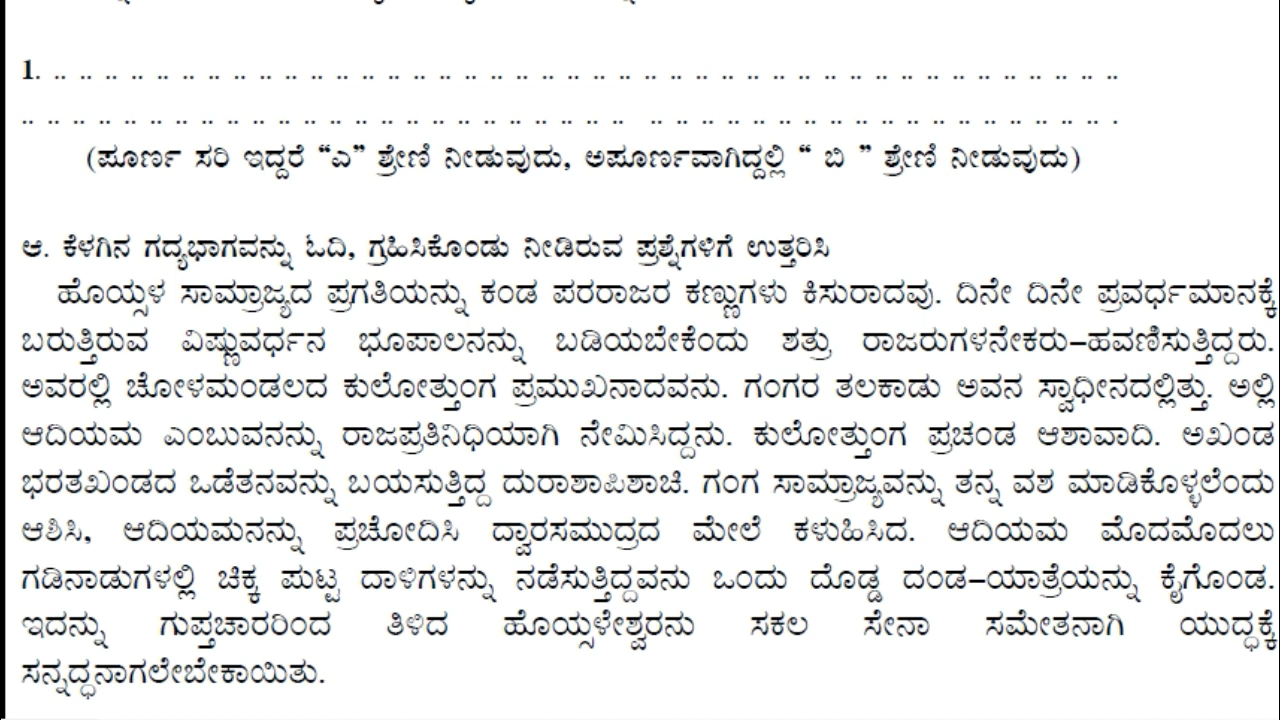 1. .. .. .. .. .. .. .. .. .. .. .. .. .. .. .. .. .. .. .. .. .. .. .. .. .. .. .. .. .. .. .. .. .. .. .. .. .. .. .. .. .. ..
.. .. .. .. .. .. .. .. .. .. .. .. .. .. .. .. .. .. .. .. .. .. .. .. .. .. .. .. .. .. .. .. .. .. .. .. .. .. .. .. .. .. .
(ಪೂರ್ಣ ಸರಿ ಇದ್ದರೆ “ಎ” ಶ್ರೇಣಿ ನೀಡುವುದು, ಅಪೂರ್ಣವಾಗಿದ್ದಲ್ಲಿ “ ಬಿ ” ಶ್ರೇಣಿ ನೀಡುವುದು)
ಆ. ಕೆಳಗಿನ ಗದ್ಯಭಾಗವನ್ನು ಓದಿ, ಗ್ರಹಿಸಿಕೊಂಡು ನೀಡಿರುವ ಪ್ರಶ್ನೆಗಳಿಗೆ ಉತ್ತರಿಸಿ
ಹೊಯ್ಸಳ ಸಾಮ್ರಾಜ್ಯದ ಪ್ರಗತಿಯನ್ನು ಕಂಡ ಪರರಾಜರ ಕಣ್ಣುಗಳು ಕಿಸುರಾದವು. ದಿನೇ ದಿನೇ ಪ್ರವರ್ಧಮಾನಕ್ಕೆ
ಬರುತ್ತಿರುವ ವಿಷ್ಣುವರ್ಧನ ಭೂಪಾಲನನ್ನು ಬಡಿಯಬೇಕೆಂದು ಶತ್ರು ರಾಜರುಗಳನೇಕರು–ಹವಣಿಸುತ್ತಿದ್ದರು.
ಅವರಲ್ಲಿ ಚೋಳಮಂಡಲದ ಕುಲೋತ್ತುಂಗ ಪ್ರಮುಖನಾದವನು. ಗಂಗರ ತಲಕಾಡು ಅವನ ಸ್ವಾಧೀನದಲ್ಲಿತ್ತು. ಅಲ್ಲಿ
ಆದಿಯಮ ಎಂಬುವನನ್ನು ರಾಜಪ್ರತಿನಿಧಿಯಾಗಿ ನೇಮಿಸಿದ್ದನು. ಕುಲೋತ್ತುಂಗ ಪ್ರಚಂಡ ಆಶಾವಾದಿ. ಅಖಂಡ
ಭರತಖಂಡದ ಒಡೆತನವನ್ನು ಬಯಸುತ್ತಿದ್ದ ದುರಾಶಾಪಿಶಾಚಿ. ಗಂಗ ಸಾಮ್ರಾಜ್ಯವನ್ನು ತನ್ನ ವಶ ಮಾಡಿಕೊಳ್ಳಲೆಂದು
ಆಶಿಸಿ, ಆದಿಯಮನನ್ನು ಪ್ರಚೋದಿಸಿ ದ್ವಾರಸಮುದ್ರದ ಮೇಲೆ ಕಳುಹಿಸಿದ. ಆದಿಯಮ ಮೊದಮೊದಲು
ಗಡಿನಾಡುಗಳಲ್ಲಿ ಚಿಕ್ಕ ಪುಟ್ಟ ದಾಳಿಗಳನ್ನು ನಡೆಸುತ್ತಿದ್ದವನು ಒಂದು ದೊಡ್ಡ ದಂಡ–ಯಾತ್ರೆಯನ್ನು ಕೈಗೊಂಡ.
ಇದನ್ನು ಗುಪ್ತಚಾರರಿಂದ ತಿಳಿದ ಹೊಯ್ಸಳೇಶ್ವರನು ಸಕಲ ಸೇನಾ ಸಮೇತನಾಗಿ ಯುದ್ಧಕ್ಕೆ
ಸನ್ನದ್ಧನಾಗಲೇಬೇಕಾಯಿತು.